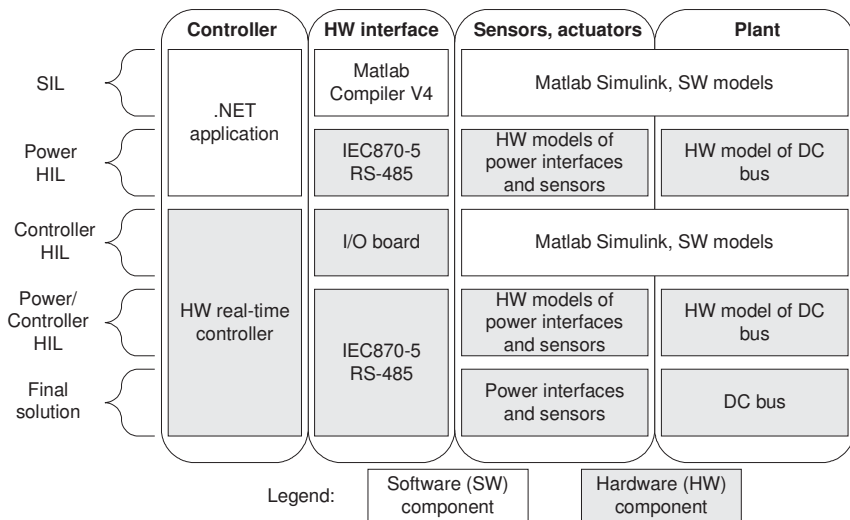 Controller
HW interface
Sensors, actuators
Plant
SIL
.NET
application
Matlab
Compiler V4
Matlab Simulink, SW models
Power
HIL
IEC870-5
RS-485
HW models of
power interfaces
and sensors
HW model of DC
bus
Controller
HIL
HW real-time
controller
I/O board
Matlab Simulink, SW models
Power/
Controller
HIL
IEC870-5
RS-485
HW models of
power interfaces
and sensors
HW model of DC
bus
Final
solution
Power interfaces
and sensors
DC bus
Legend:
Software (SW)
component
Hardware (HW)
component